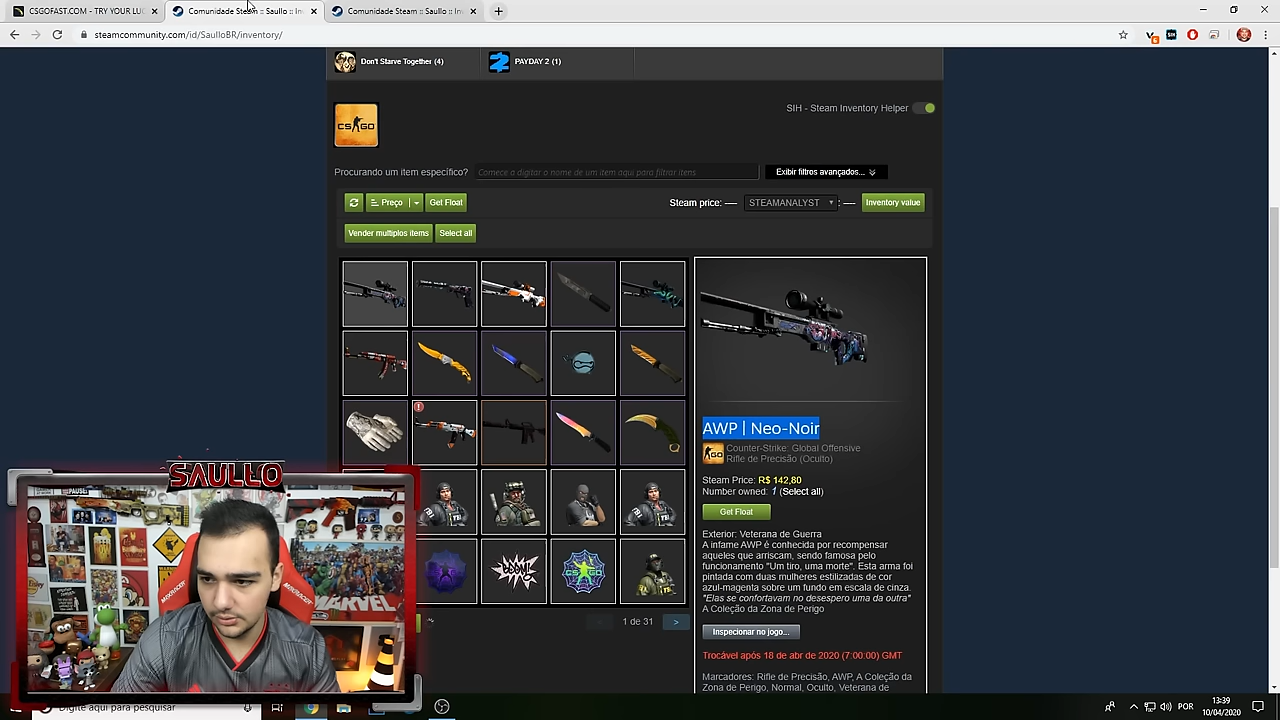 CSGOFAST.COM - TRY YOUR LUC
Comunidade Steam :: Saullo :: In
Comunidade Steam :: Saullo :: In
steamcommunity.com/id/SaulloBR/inventory/
Don't Starve Together (4)
PAYDAY 2 (1)
SIH - Steam Inventory Helper
CS GO
Procurando um item específico?
Comece a digitar o nome de um item aqui para filtrar itens
Exibir filtros avançados...
Preço
Get Float
Steam price: —
STEAMANALYST
: —
Inventory value
Vender multiplos items
Select all
AWP | Neo-Noir
Counter-Strike: Global Offensive
Rifle de Precisão (Oculto)
Steam Price: R$ 142,80
Number owned: 1 (Select all)
Get Float
Exterior: Veterana de Guerra
A infame AWP é conhecida por recompensar
aqueles que arriscam, sendo famosa pelo
funcionamento "Um tiro, uma morte". Esta arma foi
pintada com duas mulheres estilizadas de cor
azul-magenta sobre um fundo em escala de cinza.
"Elas se confortavam no desespero uma da outra"
A Coleção da Zona de Perigo
1 de 31
>
Inspecionar no jogo...
Trocável após 18 de abr de 2020 (7:00:00) GMT
Marcadores: Rifle de Precisão, AWP, A Coleção da
Zona de Perigo, Normal, Oculto, Veterana de
SAULLO
MARVEL
Digite aqui para pesquisar
POR
13:39
10/04/2020